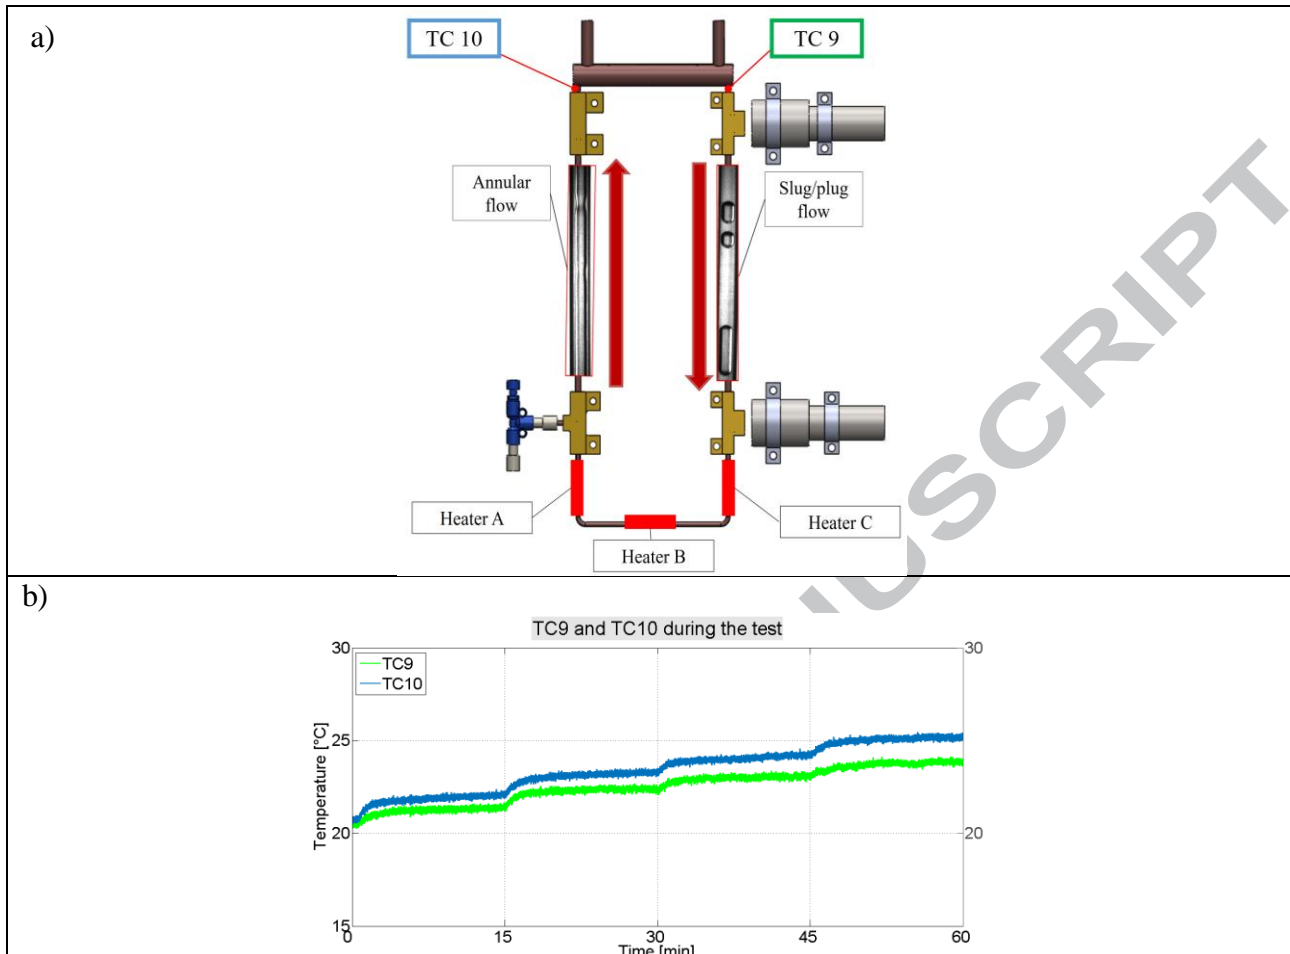 a)
TC 10
TC 9
Annular
flow
Slug/plug
flow
Heater A
Heater B
Heater C
USCRIPT
b)
TC9 and TC10 during the test
TC9
TC10
Temperature [°C]
30
25
20
15
30
20
0
15
30
45
60
Time [min]